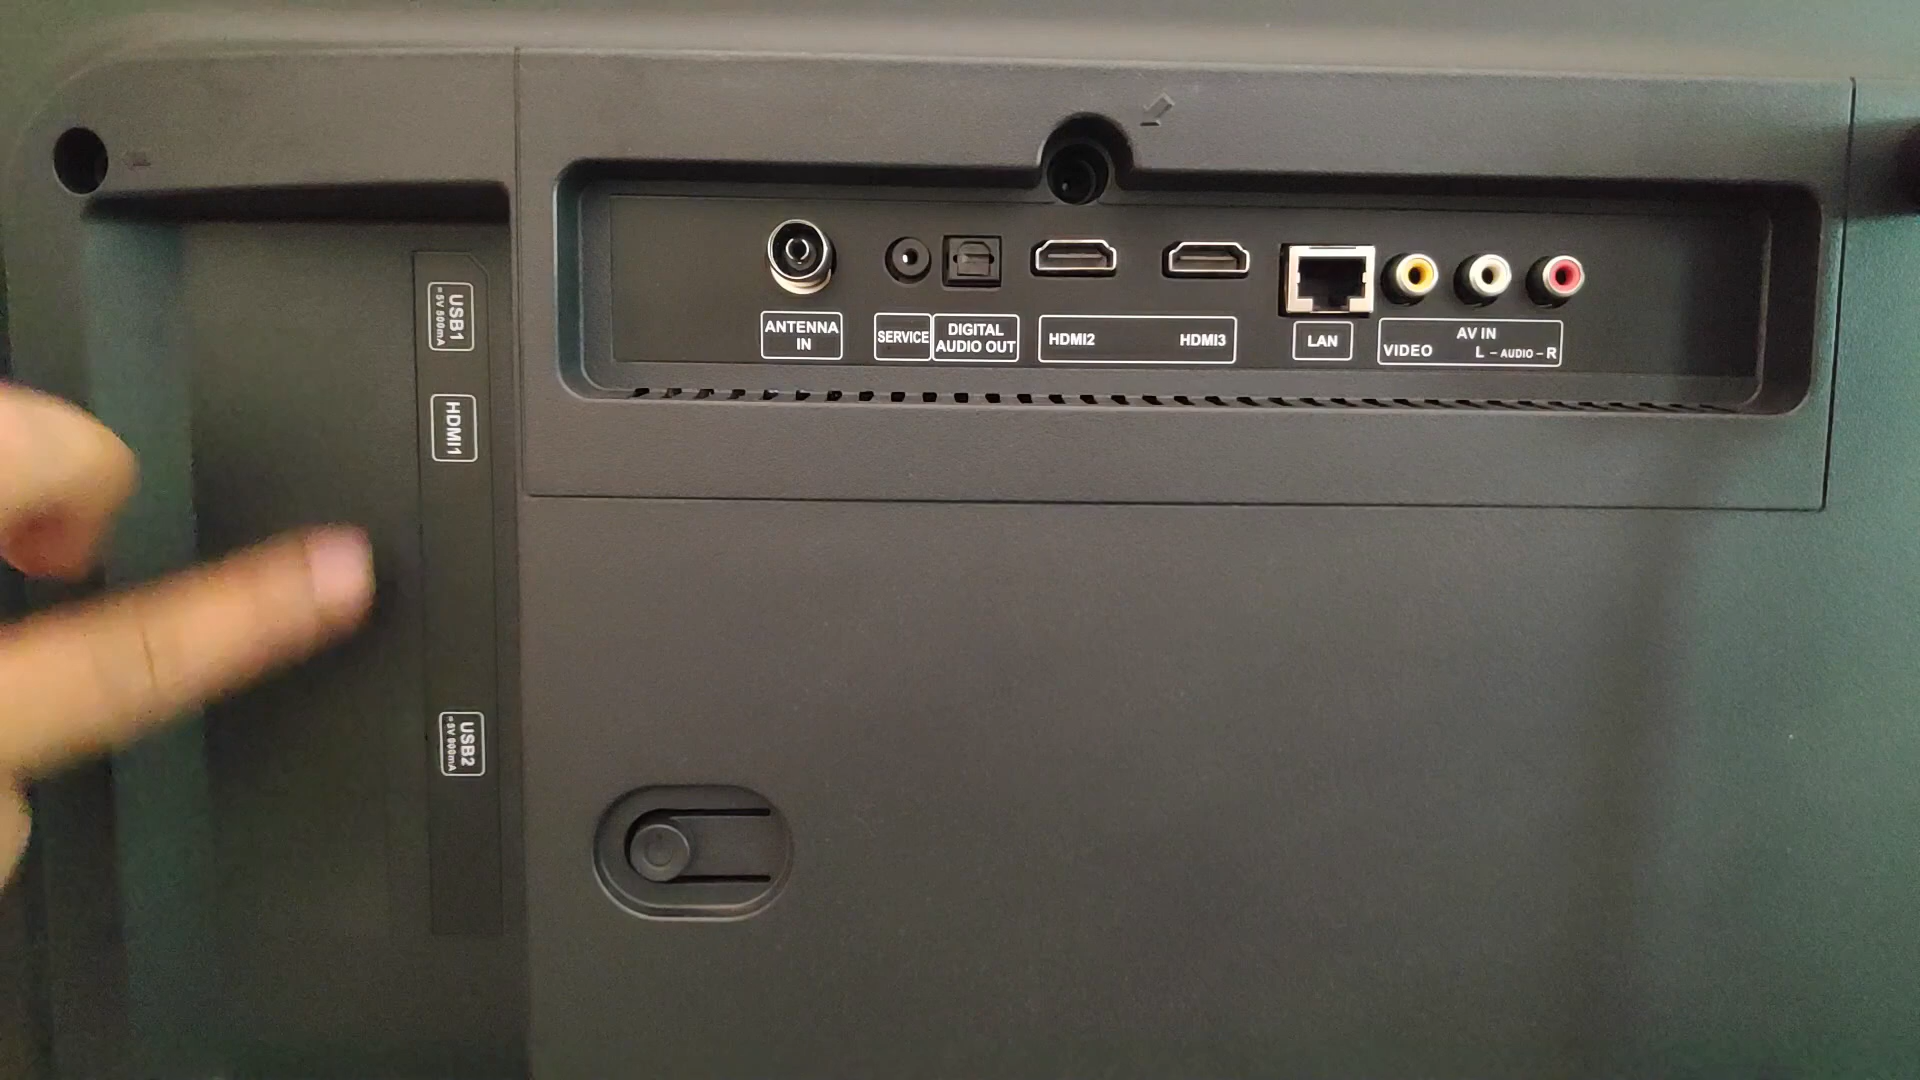 ANTENNA
IN
SERVICE
DIGITAL
AUDIO OUT
HDMI2
HDMI3
LAN
AV IN
VIDEO
L - AUDIO - R
USB1
⎓5V 500mA
HDMI1
USB2
⎓5V 900mA